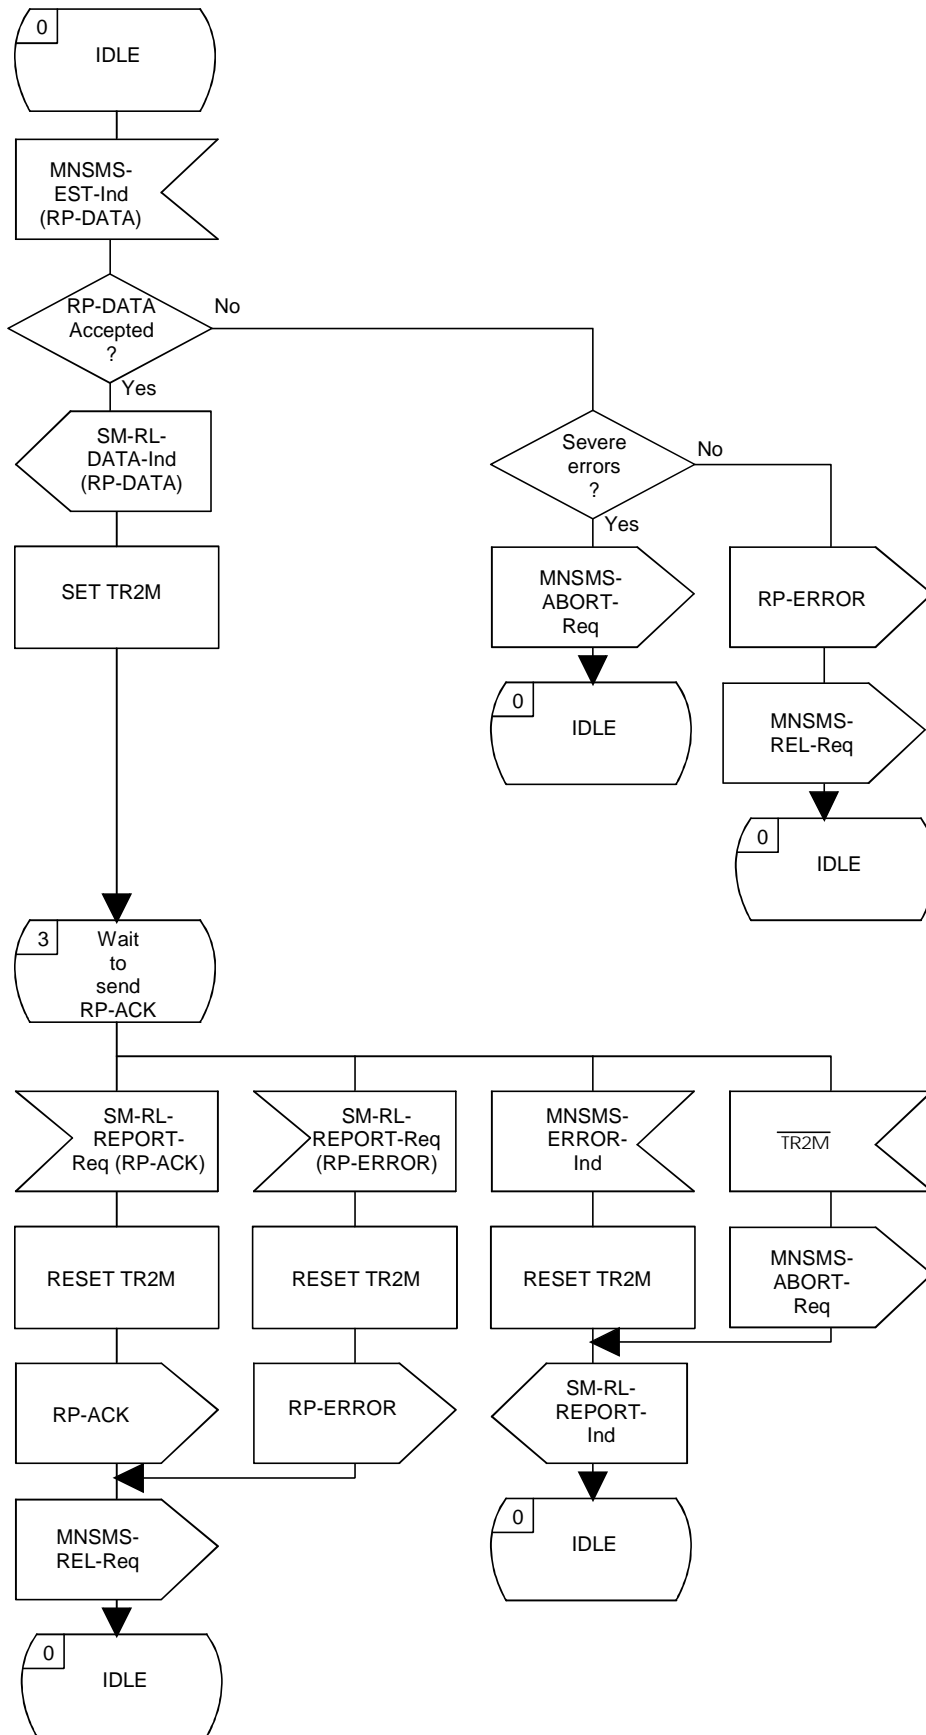 0
IDLE
MNSMS-
EST-Ind
(RP-DATA)
RP-DATA
Accepted
?
No
Yes
SM-RL-
DATA-Ind
(RP-DATA)
Severe
errors
?
No
Yes
SET TR2M
MNSMS-
ABORT-
Req
RP-ERROR
0
IDLE
MNSMS-
REL-Req
0
IDLE
3
Wait
to
send
RP-ACK
SM-RL-
REPORT-
Req (RP-ACK)
SM-RL-
REPORT-Req
(RP-ERROR)
MNSMS-
ERROR-
Ind
TR2M
RESET TR2M
RESET TR2M
RESET TR2M
MNSMS-
ABORT-
Req
RP-ACK
RP-ERROR
SM-RL-
REPORT-
Ind
MNSMS-
REL-Req
0
IDLE
0
IDLE